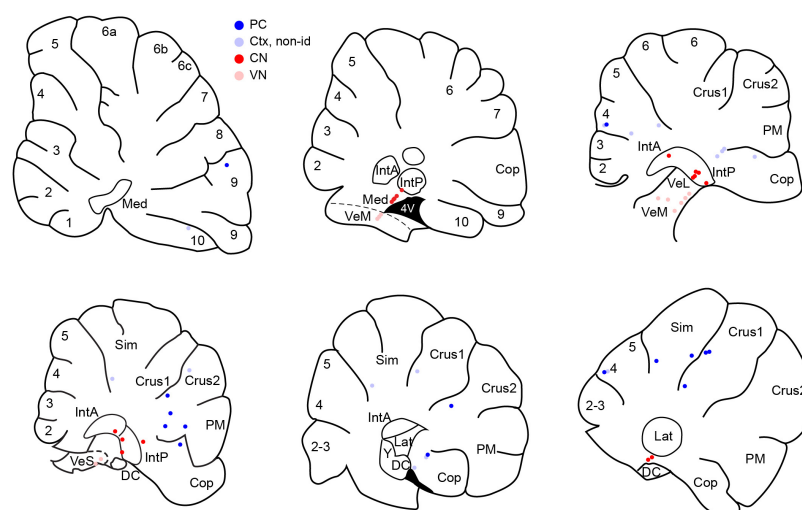 PC
Ctx, non-id
CN
VN
6a
5
6b
6c
4
7
8
3
9
2
Med
1
10
9
5
6
4
7
3
2
IntA
Cop
IntP
Med
4V
VeM
10
9
6
6
5
Crus1
Crus2
4
PM
3
IntA
2
IntP
Cop
VeL
VeM
5
Sim
4
Crus1
Crus2
3
IntA
2
PM
IntP
VeS
DC
Cop
5
Sim
Crus1
Crus2
4
IntA
2-3
Lat
Y
PM
DC
Cop
5
Sim
Crus1
4
Crus2
2-3
Lat
PM
DC
Cop